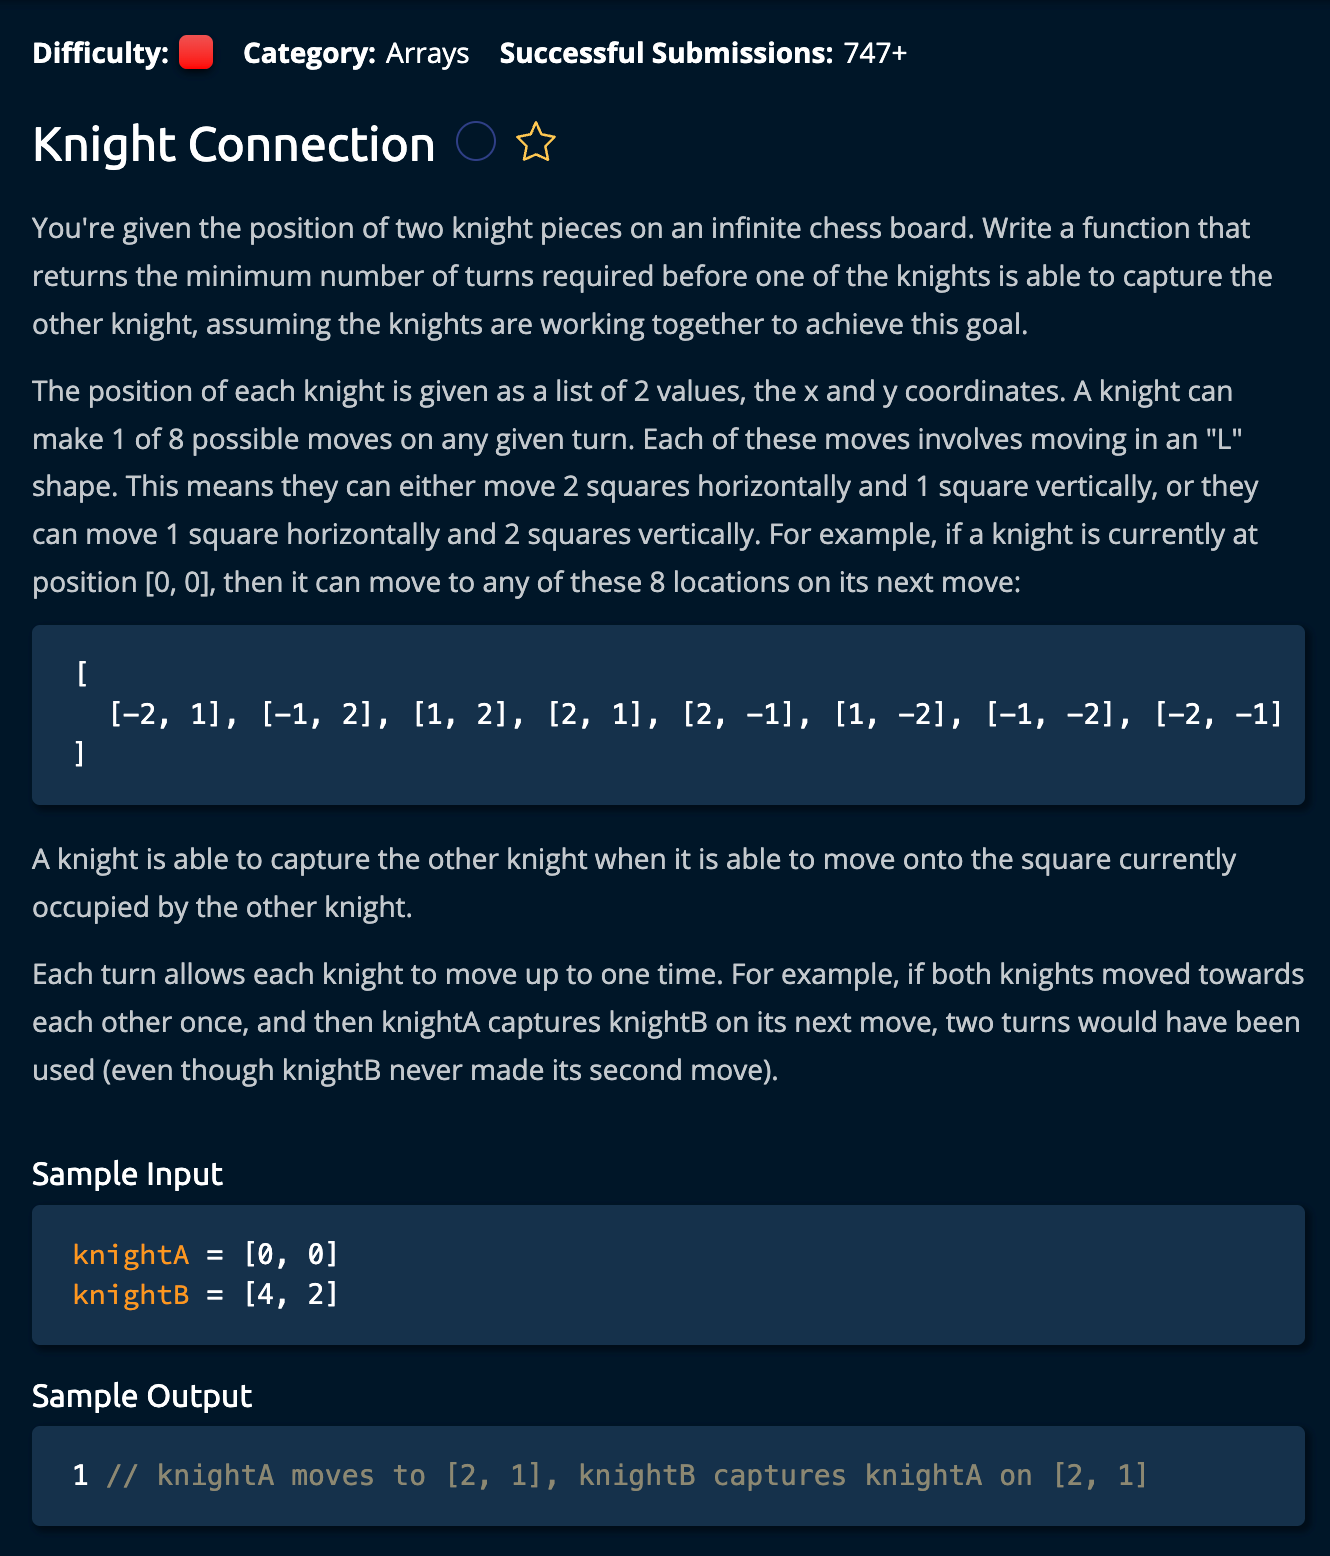 Difficulty: Category: Arrays Successful Submissions: 747+
Knight Connection
You're given the position of two knight pieces on an infinite chess board. Write a function that
returns the minimum number of turns required before one of the knights is able to capture the
other knight, assuming the knights are working together to achieve this goal.
The position of each knight is given as a list of 2 values, the x and y coordinates. A knight can
make 1 of 8 possible moves on any given turn. Each of these moves involves moving in an "L"
shape. This means they can either move 2 squares horizontally and 1 square vertically, or they
can move 1 square horizontally and 2 squares vertically. For example, if a knight is currently at
position [0, 0], then it can move to any of these 8 locations on its next move:
[
[-2, 1], [-1, 2], [1, 2], [2, 1], [2, -1], [1, -2], [-1, -2], [-2, -1]
]
A knight is able to capture the other knight when it is able to move onto the square currently
occupied by the other knight.
Each turn allows each knight to move up to one time. For example, if both knights moved towards
each other once, and then knightA captures knightB on its next move, two turns would have been
used (even though knightB never made its second move).
Sample Input
knightA = [0, 0]
knightB = [4, 2]
Sample Output
1 // knightA moves to [2, 1], knightB captures knightA on [2, 1]